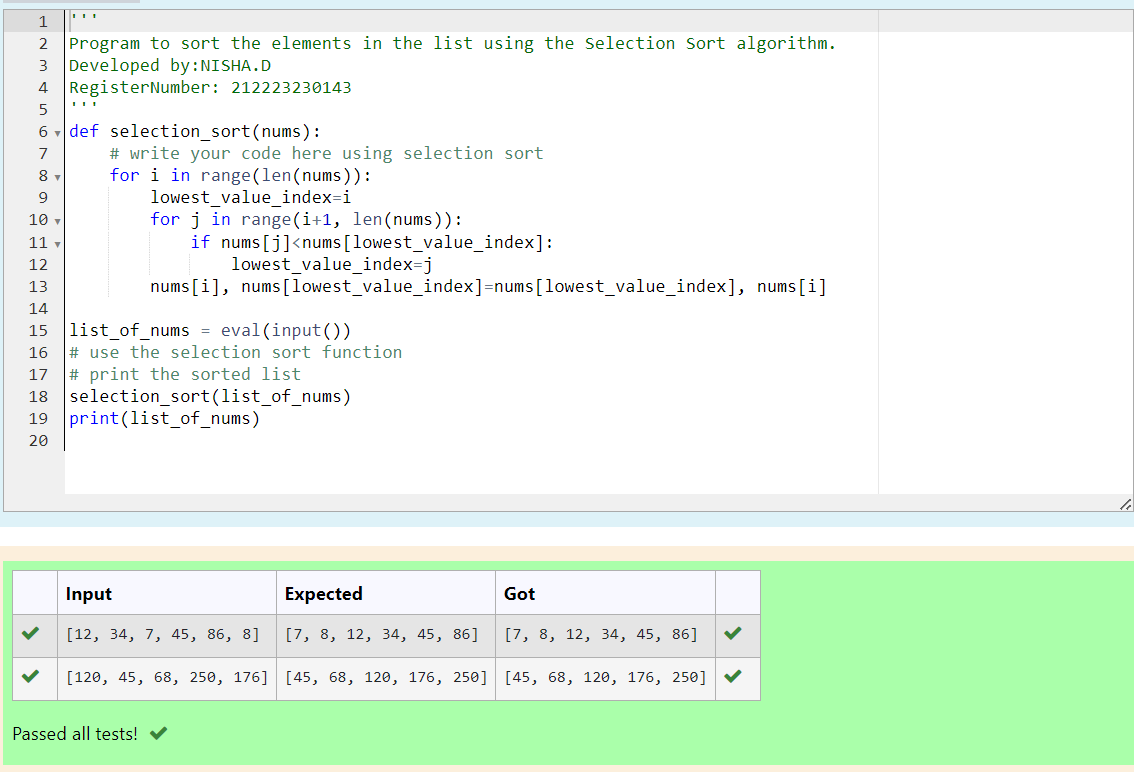 1 '''
2 Program to sort the elements in the list using the Selection Sort algorithm.
3 Developed by:NISHA.D
4 RegisterNumber: 212223230143
5 '''
6 def selection_sort(nums):
7     # write your code here using selection sort
8     for i in range(len(nums)):
9         lowest_value_index=i
10         for j in range(i+1, len(nums)):
11             if nums[j]<nums[lowest_value_index]:
12                 lowest_value_index=j
13         nums[i], nums[lowest_value_index]=nums[lowest_value_index], nums[i]
14
15 list_of_nums = eval(input())
16 # use the selection sort function
17 # print the sorted list
18 selection_sort(list_of_nums)
19 print(list_of_nums)
20
Input Expected Got
[12, 34, 7, 45, 86, 8] [7, 8, 12, 34, 45, 86] [7, 8, 12, 34, 45, 86]
[120, 45, 68, 250, 176] [45, 68, 120, 176, 250] [45, 68, 120, 176, 250]
Passed all tests!